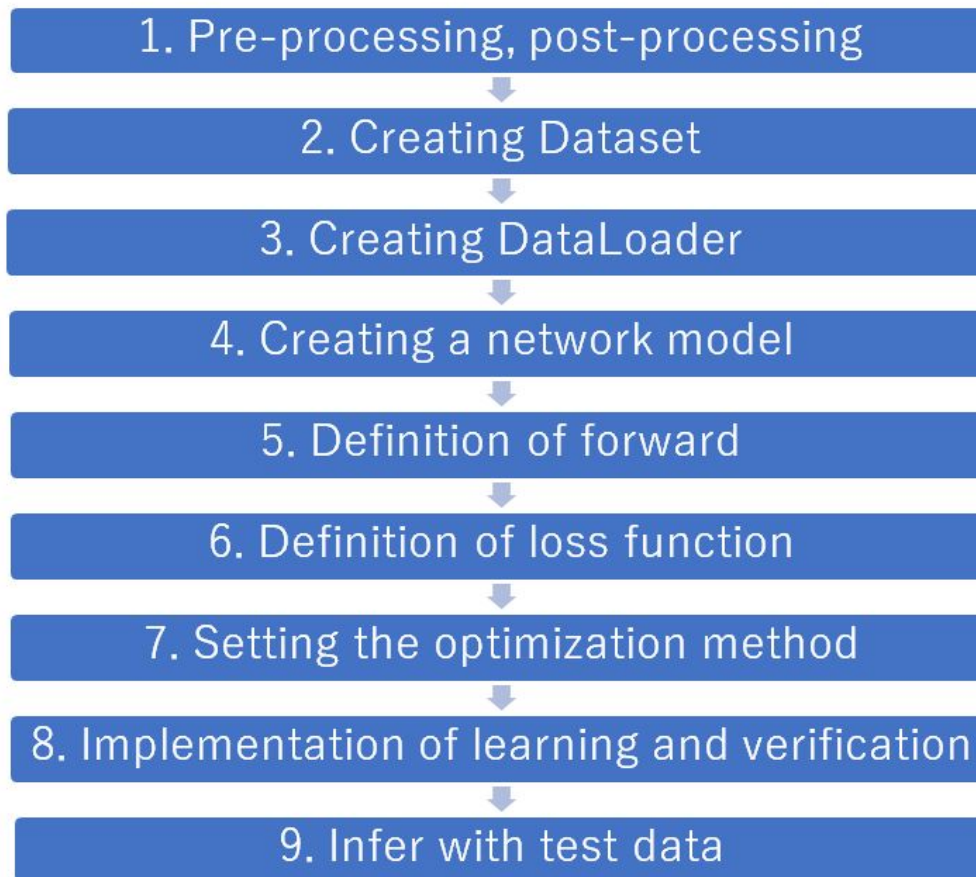 1. Pre-processing, post-processing
2. Creating Dataset
3. Creating DataLoader
4. Creating a network model
5. Definition of forward
6. Definition of loss function
7. Setting the optimization method
8. Implementation of learning and verification
9. Infer with test data